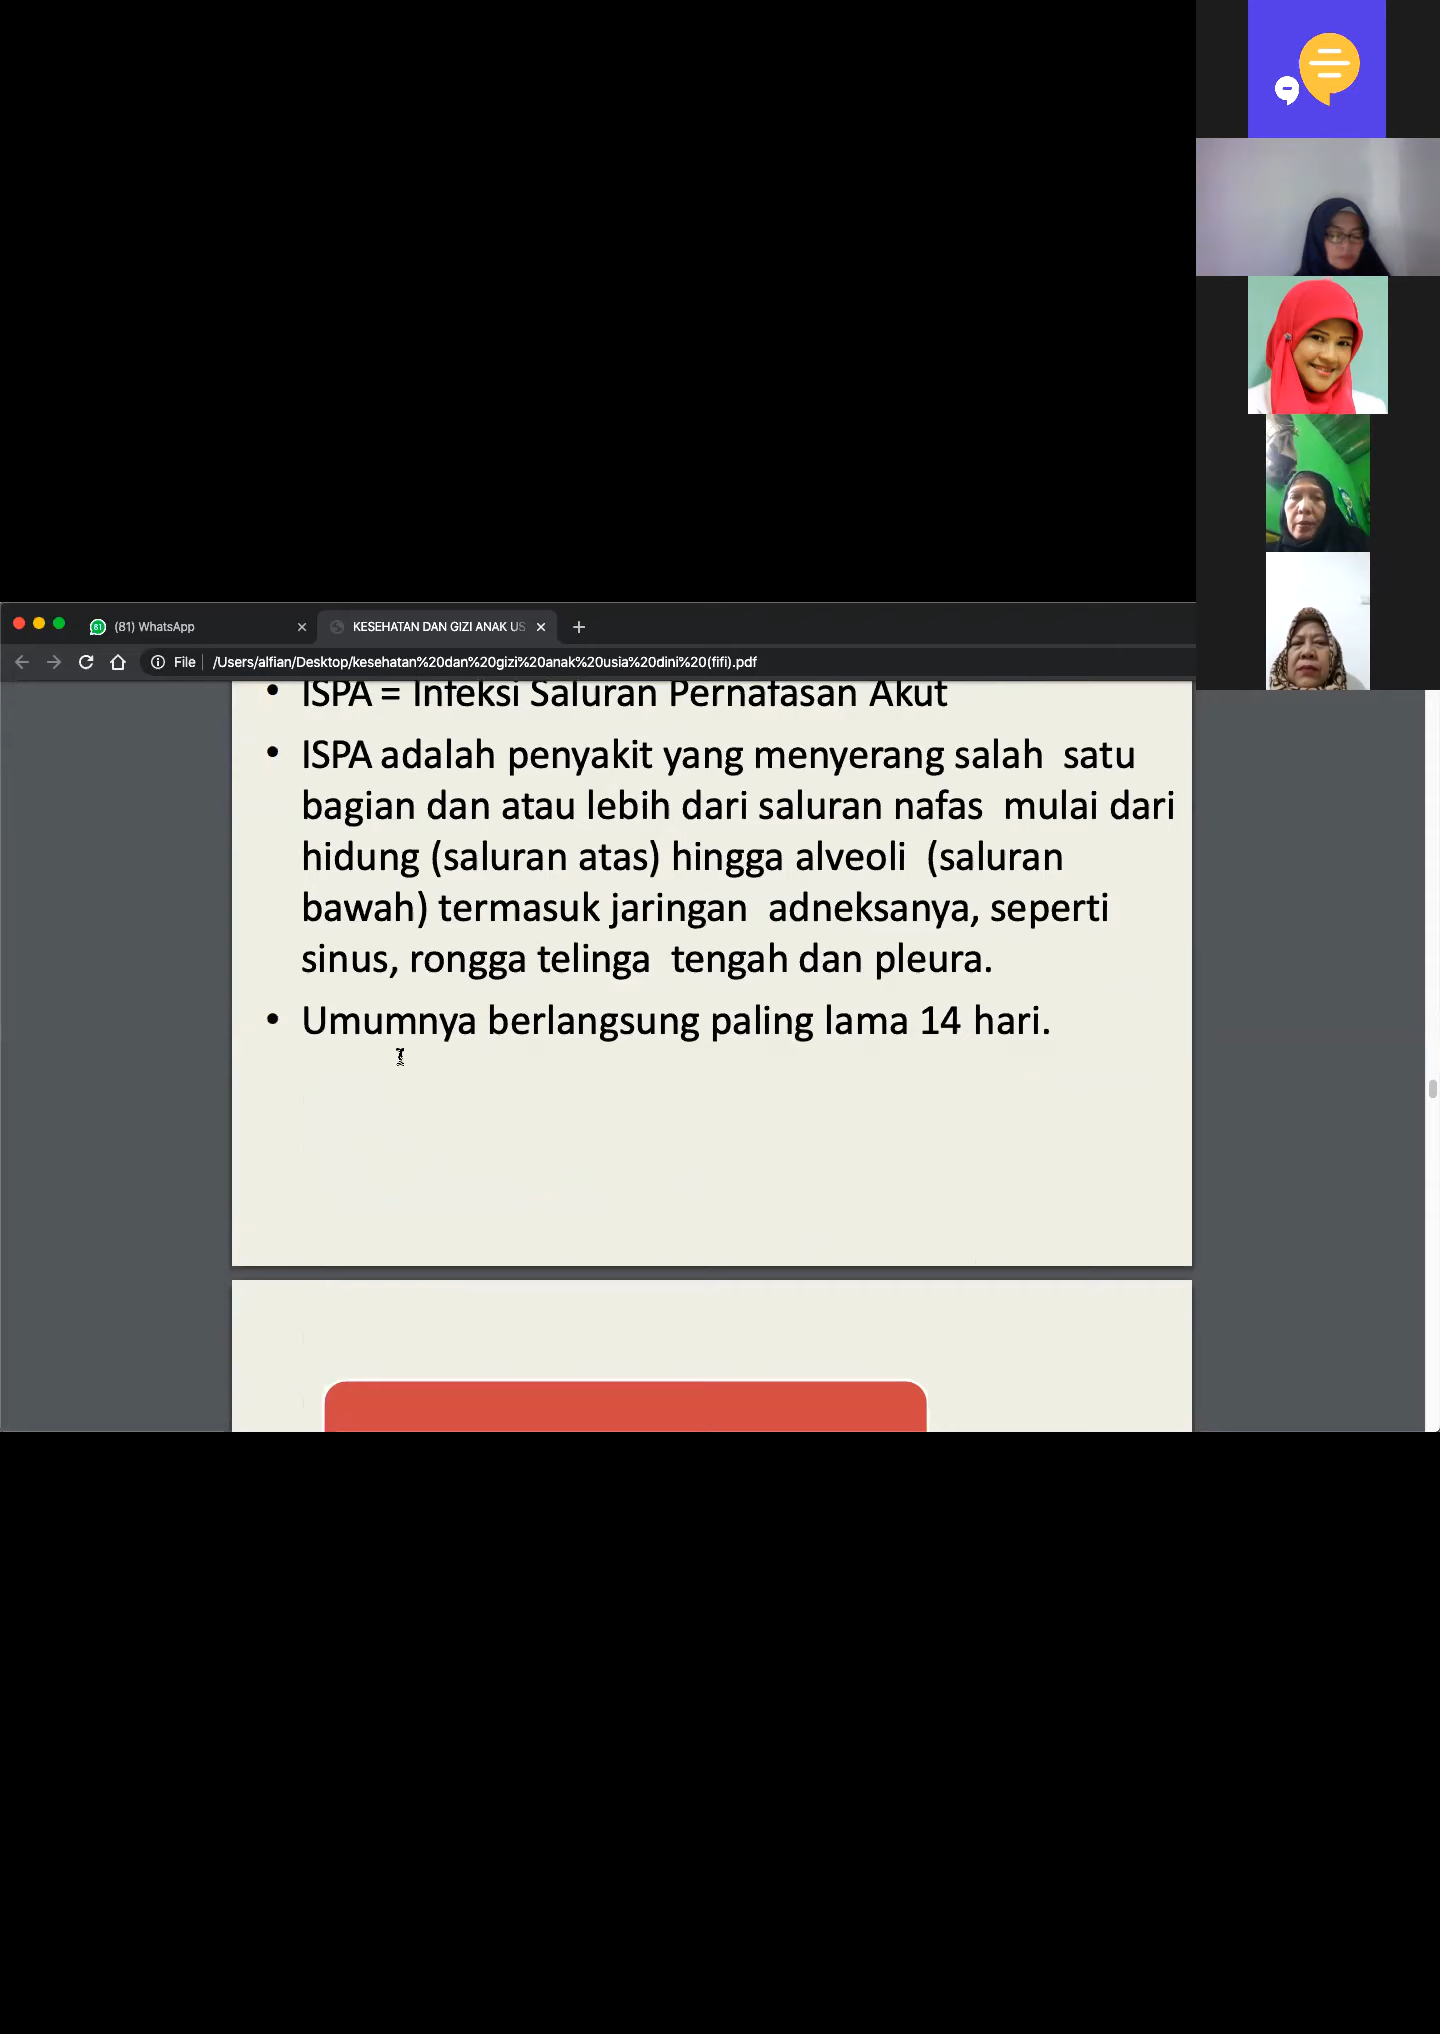 (81) WhatsApp
KESEHATAN DAN GIZI ANAK US
File
/Users/alfian/Desktop/kesehatan%20dan%20gizi%20anak%20usia%20dini%20(fifi).pdf
• ISPA = Infeksi Saluran Pernafasan Akut
• ISPA adalah penyakit yang menyerang salah satu
bagian dan atau lebih dari saluran nafas mulai dari
hidung (saluran atas) hingga alveoli (saluran
bawah) termasuk jaringan adneksanya, seperti
sinus, rongga telinga tengah dan pleura.
• Umumnya berlangsung paling lama 14 hari.